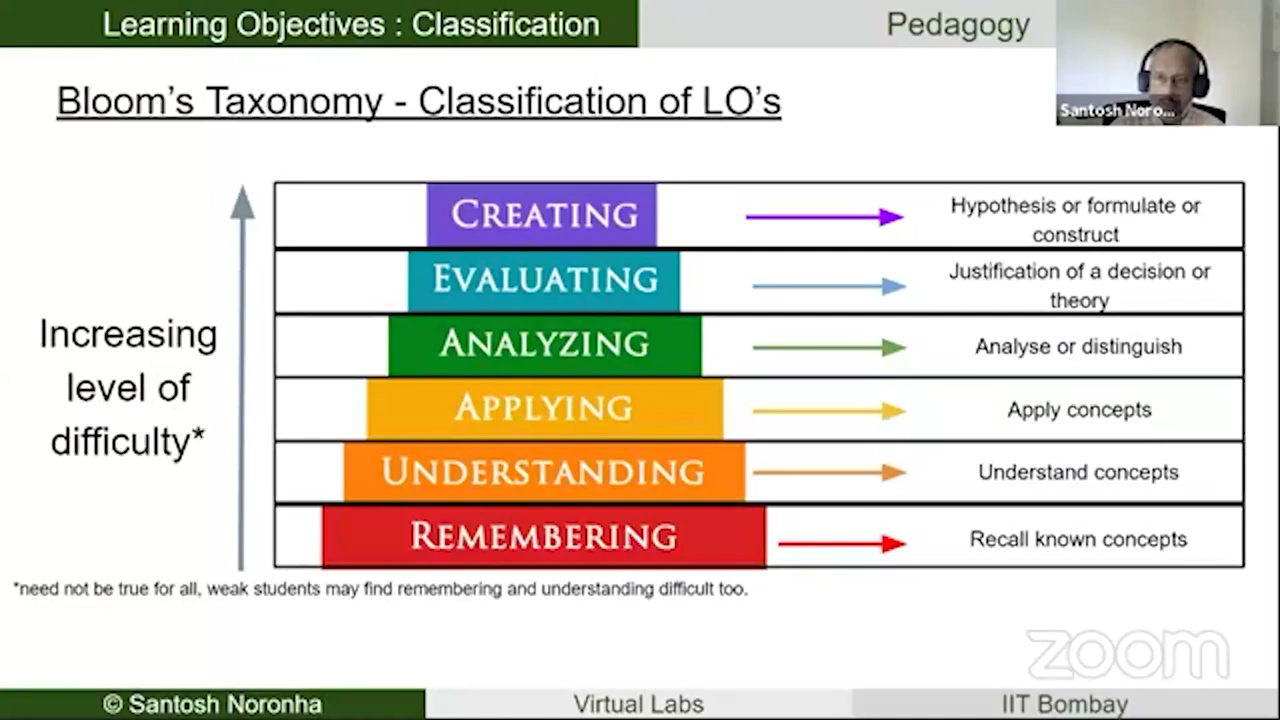 Learning Objectives : Classification
Pedagogy
Santosh Noro...
Bloom's Taxonomy - Classification of LO's
Increasing
level of
difficulty*
CREATING
Hypothesis or formulate or
construct
EVALUATING
Justification of a decision or
theory
ANALYZING
Analyse or distinguish
APPLYING
Apply concepts
UNDERSTANDING
Understand concepts
REMEMBERING
Recall known concepts
*need not be true for all, weak students may find remembering and understanding difficult too.
zoom
© Santosh Noronha
Virtual Labs
IIT Bombay